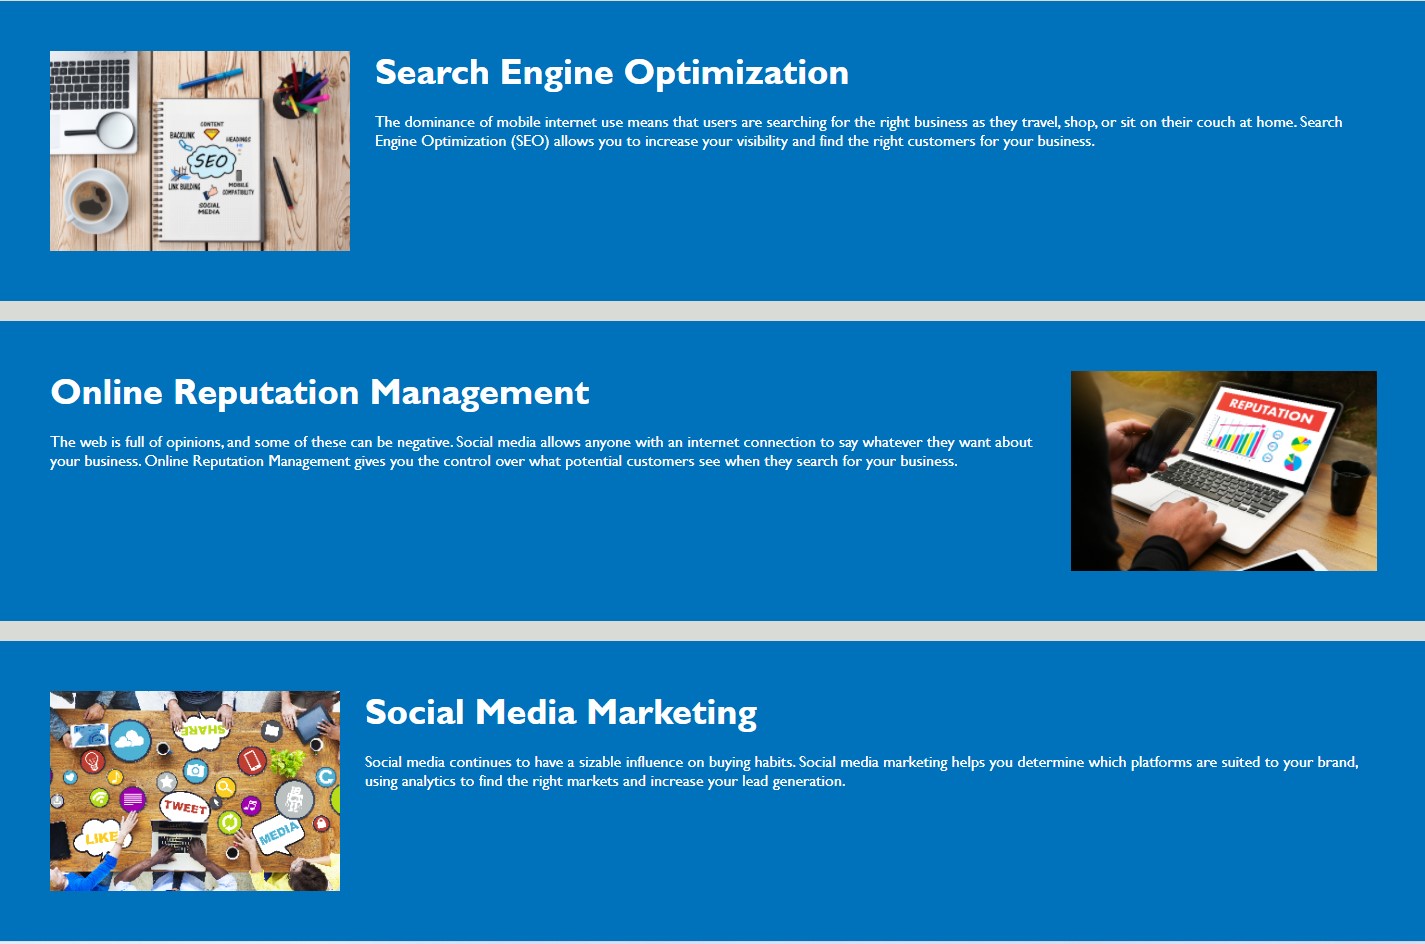 Search Engine Optimization
The dominance of mobile internet use means that users are searching for the right business as they travel, shop, or sit on their couch at home. Search
Engine Optimization (SEO) allows you to increase your visibility and find the right customers for your business.
CONTENT
BACKLINK
HEADINGS
SEO
LINK BUILDING
MOBILE
COMPATIBILITY
SOCIAL
MEDIA
Online Reputation Management
The web is full of opinions, and some of these can be negative. Social media allows anyone with an internet connection to say whatever they want about
your business. Online Reputation Management gives you the control over what potential customers see when they search for your business.
REPUTATION
Social Media Marketing
Social media continues to have a sizable influence on buying habits. Social media marketing helps you determine which platforms are suited to your brand,
using analytics to find the right markets and increase your lead generation.
SHARE
TWEET
LIKE
MEDIA